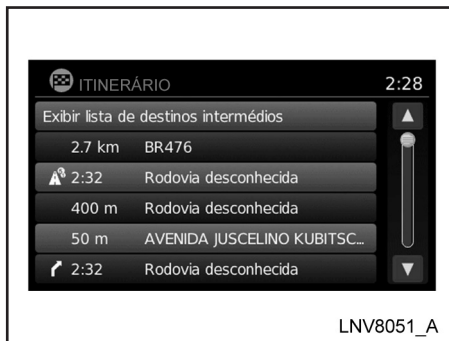 ITINERÁRIO 2:28
Exibir lista de destinos intermédios
2.7 km BR476
2:32 Rodovia desconhecida
400 m Rodovia desconhecida
50 m AVENIDA JUSCELINO KUBITSC...
2:32 Rodovia desconhecida
LNV8051_A